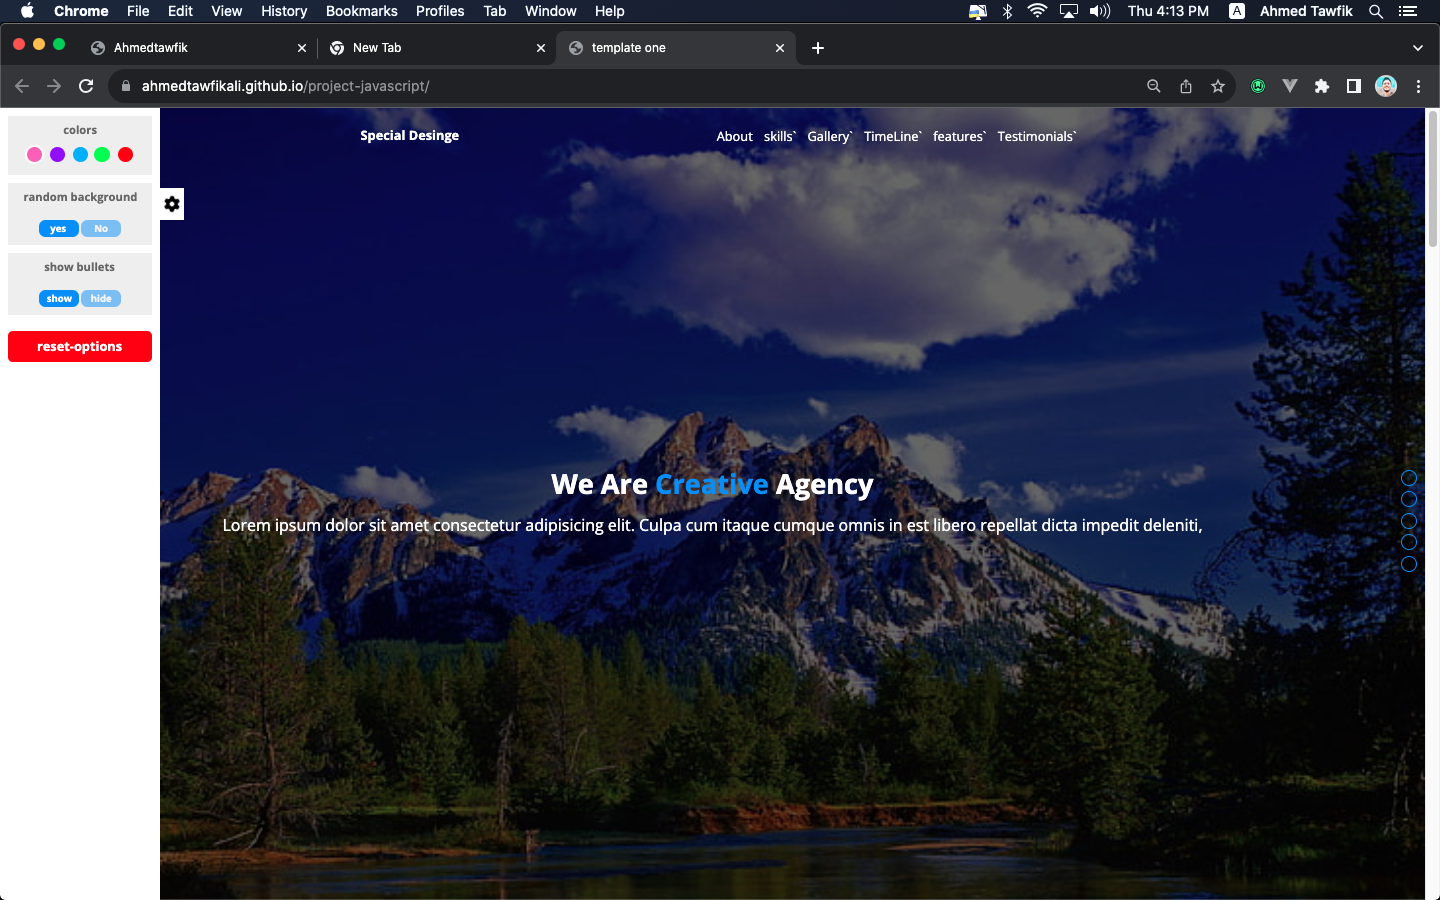 Chrome File Edit View History Bookmarks Profiles Tab Window Help Thu 4:13 PM A Ahmed Tawfik
Ahmedtawfik New Tab template one
ahmedtawfikali.github.io/project-javascript/
colors
random background
yes No
show bullets
show hide
reset-options
Special Desinge About skills` Gallery` TimeLine` features` Testimonials`
We Are Creative Agency
Lorem ipsum dolor sit amet consectetur adipisicing elit. Culpa cum itaque cumque omnis in est libero repellat dicta impedit deleniti,